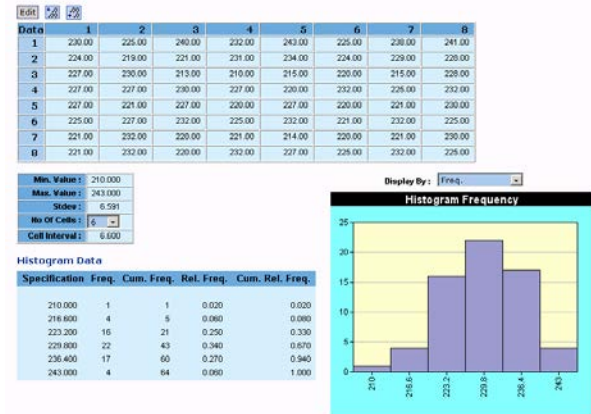 Edit
Data 1 2 3 4 5 6 7 8
1 230.00 225.00 240.00 232.00 243.00 225.00 230.00 241.00
2 224.00 219.00 221.00 231.00 234.00 224.00 229.00 228.00
3 227.00 230.00 213.00 210.00 215.00 220.00 215.00 228.00
4 227.00 227.00 230.00 227.00 220.00 232.00 225.00 232.00
5 227.00 221.00 227.00 220.00 227.00 220.00 221.00 230.00
6 225.00 227.00 232.00 225.00 232.00 221.00 232.00 225.00
7 221.00 232.00 220.00 221.00 214.00 220.00 221.00 230.00
8 221.00 232.00 220.00 232.00 227.00 225.00 232.00 225.00
Min. Value : 210.000
Max. Value : 243.000
Stdev : 6.591
No Of Cells : 6
Cell Interval : 6.600
Display By : Freq.
Histogram Frequency
25
20
15
10
5
0
210 216.6 223.2 229.8 236.4 243
Histogram Data
Specification Freq. Cum. Freq. Rel. Freq. Cum. Rel. Freq.
210.000 1 1 0.020 0.020
216.600 4 5 0.060 0.080
223.200 16 21 0.250 0.330
229.800 22 43 0.340 0.670
236.400 17 60 0.270 0.940
243.000 4 64 0.060 1.000